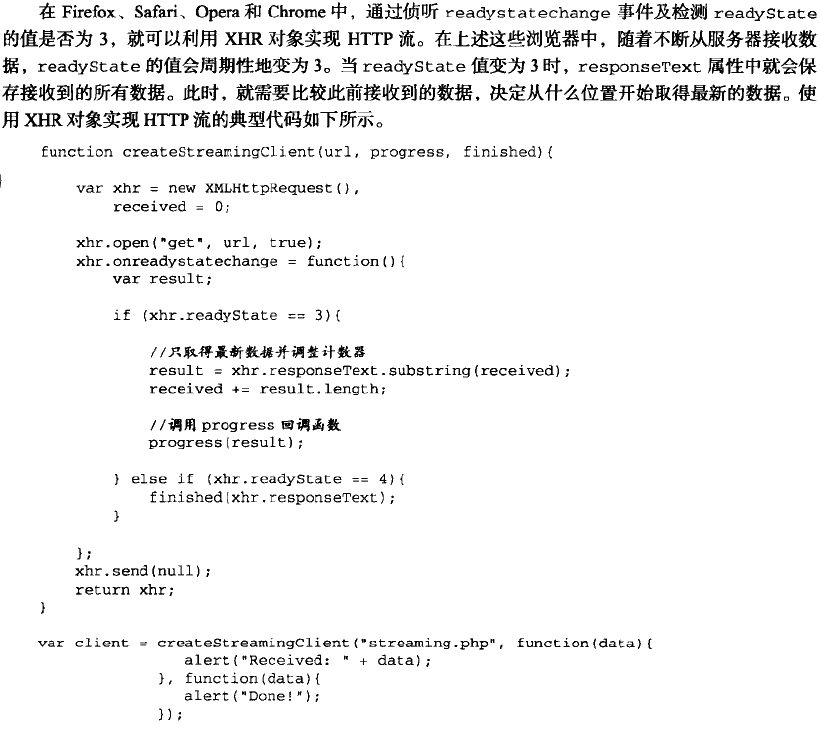 在 Firefox、Safari、Opera 和 Chrome 中，通过侦听 readystatechange 事件及检测 readyState
的值是否为 3，就可以利用 XHR 对象实现 HTTP 流。在上述这些浏览器中，随着不断从服务器接收数
据，readyState 的值会周期性地变为 3。当 readyState 值变为 3 时，responseText 属性中就会保
存接收到的所有数据。此时，就需要比较此前接收到的数据，决定从什么位置开始取得最新的数据。使
用 XHR 对象实现 HTTP 流的典型代码如下所示。
function createStreamingClient(url, progress, finished){
var xhr = new XMLHttpRequest(),
received = 0;
xhr.open("get", url, true);
xhr.onreadystatechange = function(){
var result;
if (xhr.readyState == 3){
//只取得最新数据并调整计数器
result = xhr.responseText.substring(received);
received += result.length;
//调用 progress 回调函数
progress(result);
} else if (xhr.readyState == 4){
finished(xhr.responseText);
}
};
xhr.send(null);
return xhr;
}
var client = createStreamingClient("streaming.php", function(data){
alert("Received: " + data);
}, function(data){
alert("Done!");
});